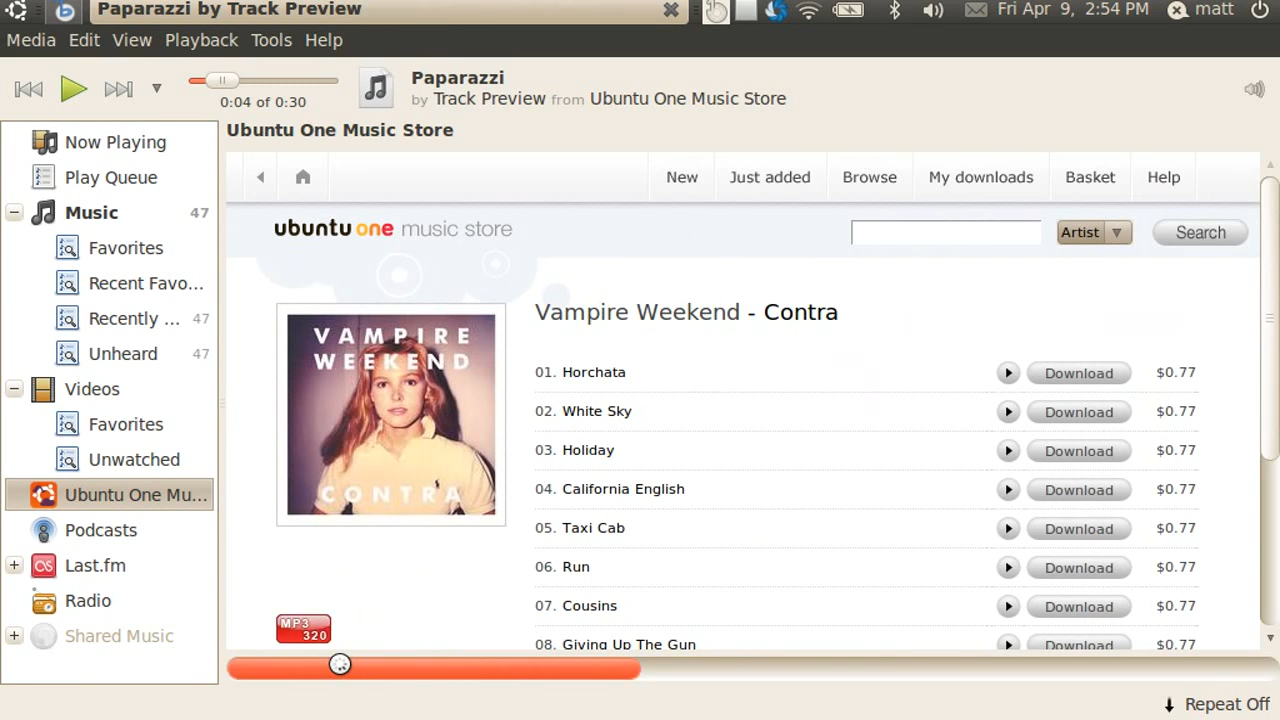 Paparazzi by Track Preview
Fri Apr 9, 2:54 PM matt
Media Edit View Playback Tools Help
0:04 of 0:30
Paparazzi
by Track Preview from Ubuntu One Music Store
Now Playing
Play Queue
Music 47
Favorites
Recent Favo...
Recently ... 47
Unheard 47
Videos
Favorites
Unwatched
Ubuntu One Mu...
Podcasts
Last.fm
Radio
Shared Music
Ubuntu One Music Store
New Just added Browse My downloads Basket Help
ubuntu one music store
Artist Search
VAMPIRE
WEEKEND
CONTRA
MP3
320
Vampire Weekend - Contra
01. Horchata Download $0.77
02. White Sky Download $0.77
03. Holiday Download $0.77
04. California English Download $0.77
05. Taxi Cab Download $0.77
06. Run Download $0.77
07. Cousins Download $0.77
08. Giving Up The Gun Download $0.77
Repeat Off